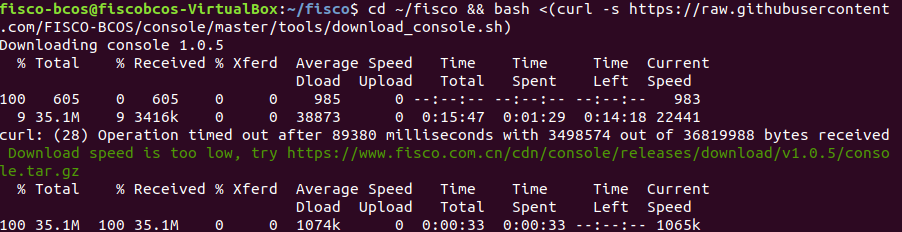 fisco-bcos@fiscobcos-VirtualBox:~/fisco$ cd ~/fisco && bash <(curl -s https://raw.githubusercontent
.com/FISCO-BCOS/console/master/tools/download_console.sh)
Downloading console 1.0.5
  % Total    % Received % Xferd  Average Speed   Time    Time     Time  Current
                                 Dload  Upload   Total   Spent    Left  Speed
100   605    0   605    0     0    985      0 --:--:-- --:--:-- --:--:--   983
  9 35.1M    9 3416k    0     0  38873      0  0:15:47  0:01:29  0:14:18 22441
curl: (28) Operation timed out after 89380 milliseconds with 3498574 out of 36819988 bytes received
 Download speed is too low, try https://www.fisco.com.cn/cdn/console/releases/download/v1.0.5/conso
le.tar.gz
  % Total    % Received % Xferd  Average Speed   Time    Time     Time  Current
                                 Dload  Upload   Total   Spent    Left  Speed
100 35.1M  100 35.1M    0     0  1074k      0  0:00:33  0:00:33 --:--:-- 1065k